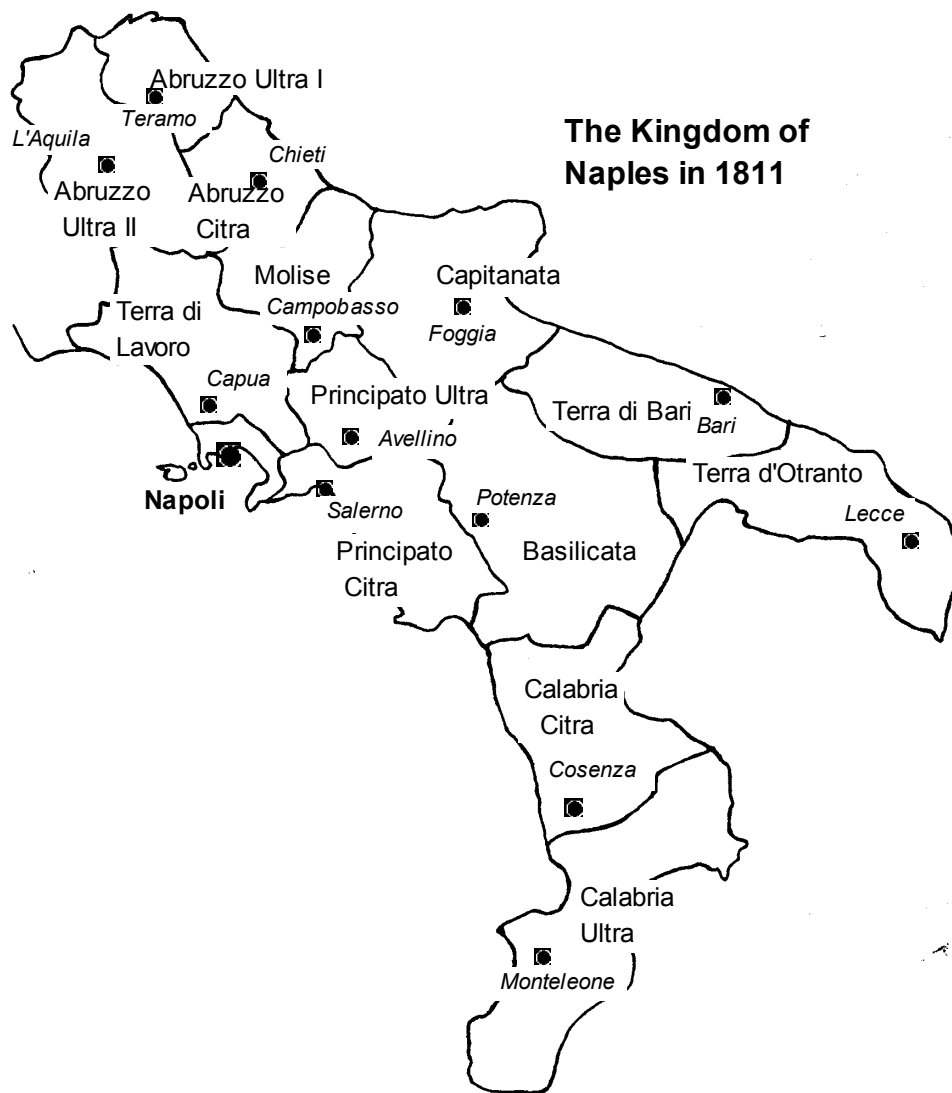 The Kingdom of
Naples in 1811
Abruzzo Ultra I
Teramo
L'Aquila
Chieti
Abruzzo
Ultra II
Abruzzo
Citra
Molise
Campobasso
Capitanata
Foggia
Terra di
Lavoro
Capua
Principato Ultra
Avellino
Terra di Bari
Bari
Napoli
Salerno
Potenza
Terra d'Otranto
Lecce
Principato
Citra
Basilicata
Calabria
Citra
Cosenza
Calabria
Ultra
Monteleone